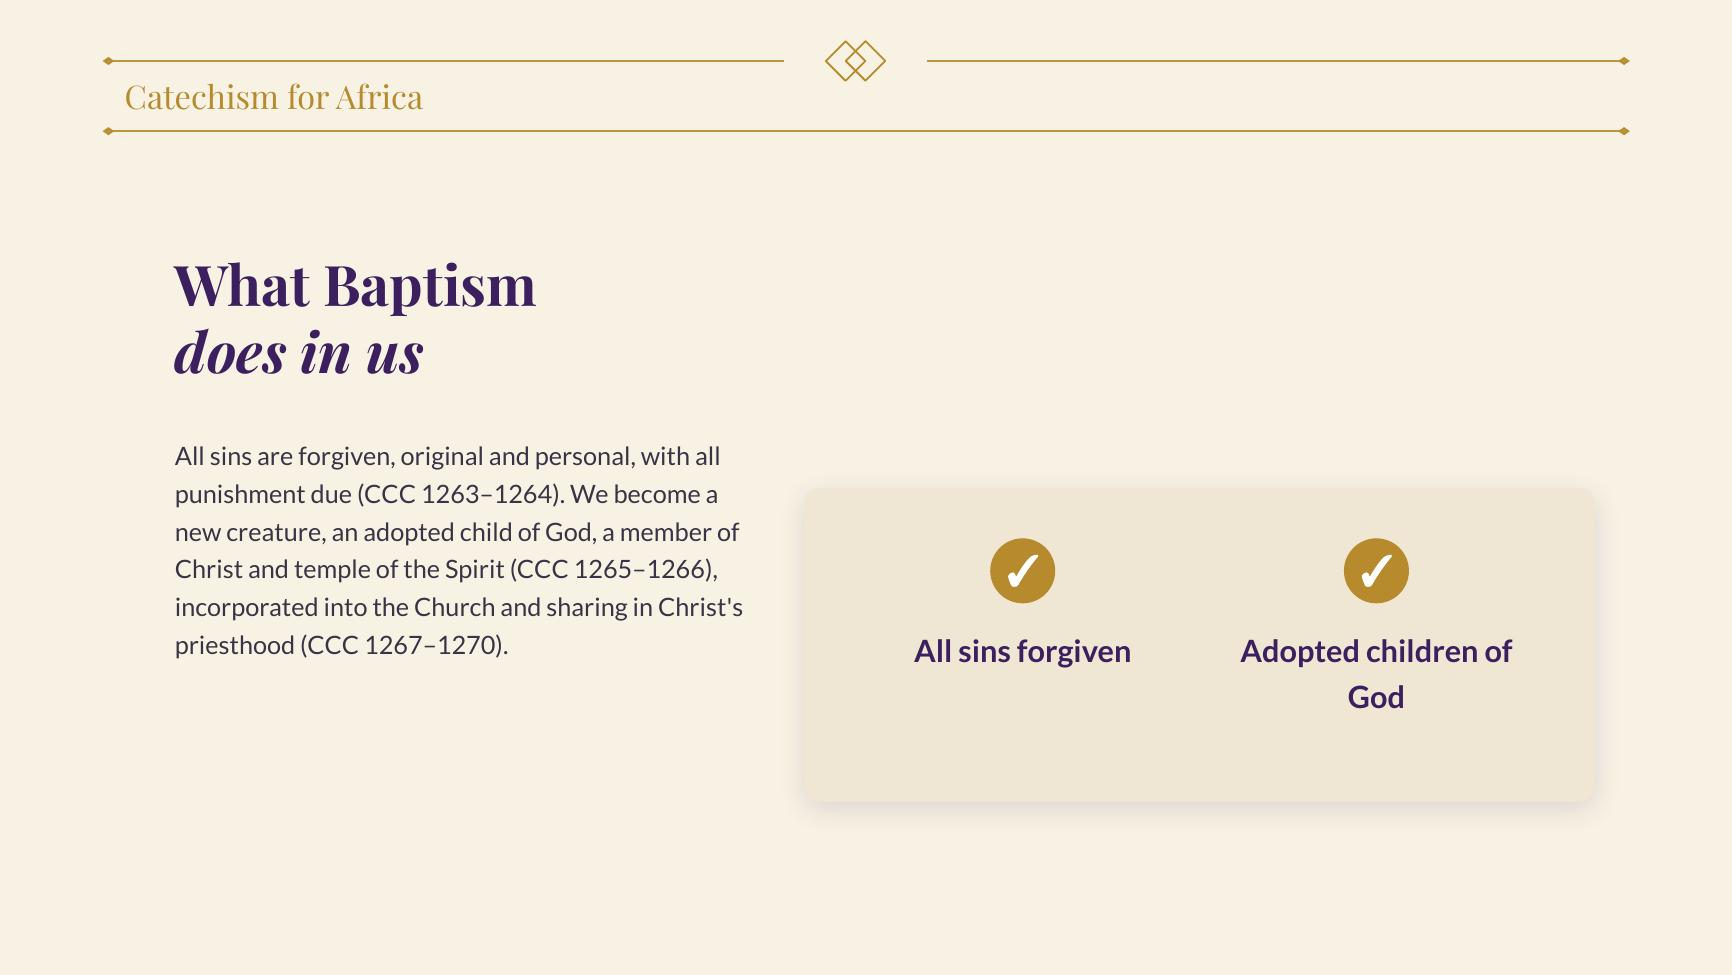 Catechism for Africa
What Baptism
does in us
All sins are forgiven, original and personal, with all
punishment due (CCC 1263–1264). We become a
new creature, an adopted child of God, a member of
Christ and temple of the Spirit (CCC 1265–1266),
incorporated into the Church and sharing in Christ's
priesthood (CCC 1267–1270).
All sins forgiven
Adopted children of
God